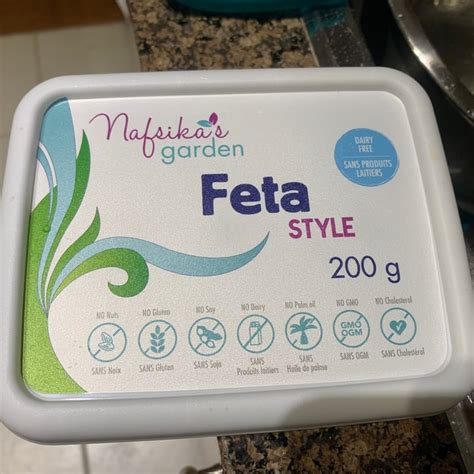 Nafsika's
garden
DAIRY
FREE
SANS PRODUITS
LAITIERS
Feta
STYLE
200 g
NO Nuts
NO Gluten
NO Soy
NO Dairy
NO Palm oil
NO GMO
NO Cholesterol
GMO
OGM
SANS Noix
SANS Gluten
SANS Soja
SANS
Produits laitiers
SANS
Huile de palme
SANS OGM
SANS Cholestérol